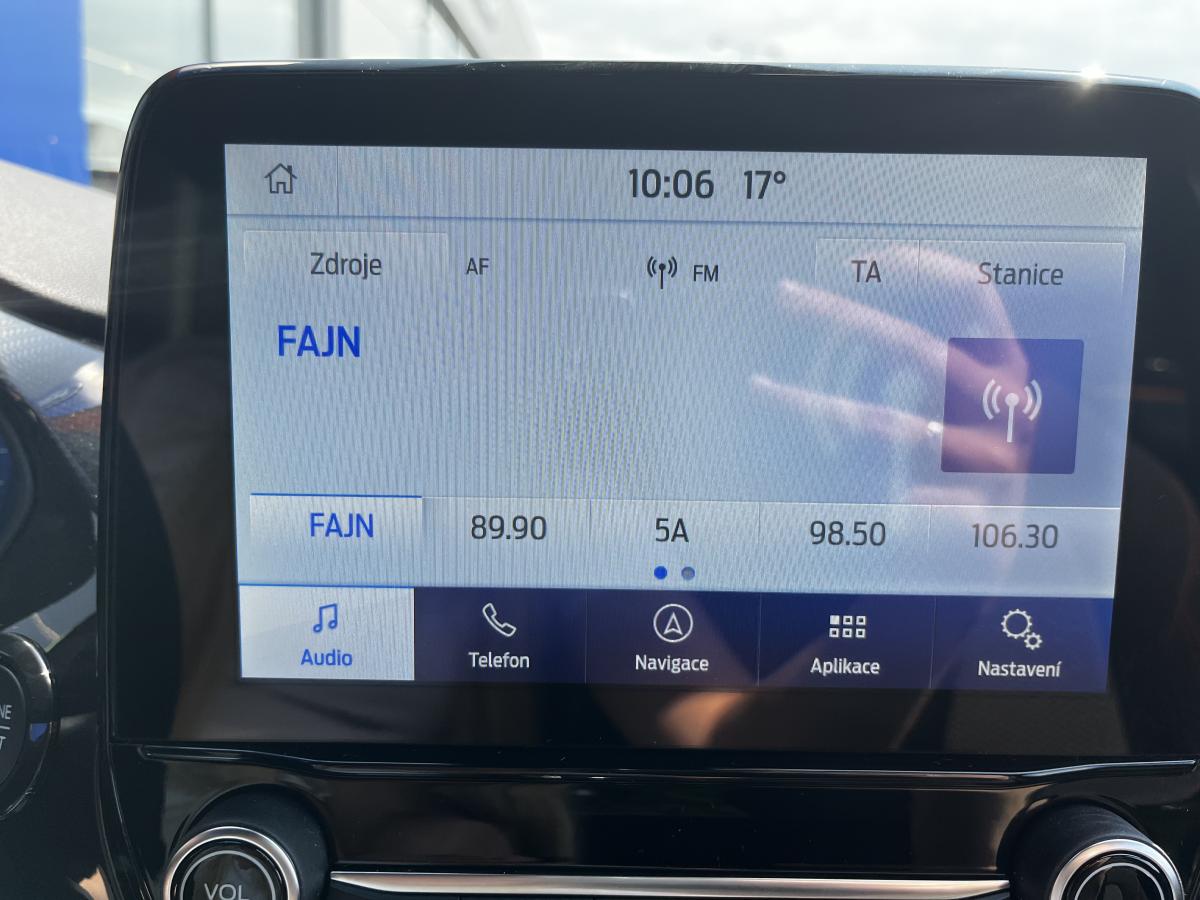 10:06 17°
Zdroje AF FM TA Stanice
FAJN
FAJN 89.90 5A 98.50 106.30
Audio Telefon Navigace Aplikace Nastavení
VOL